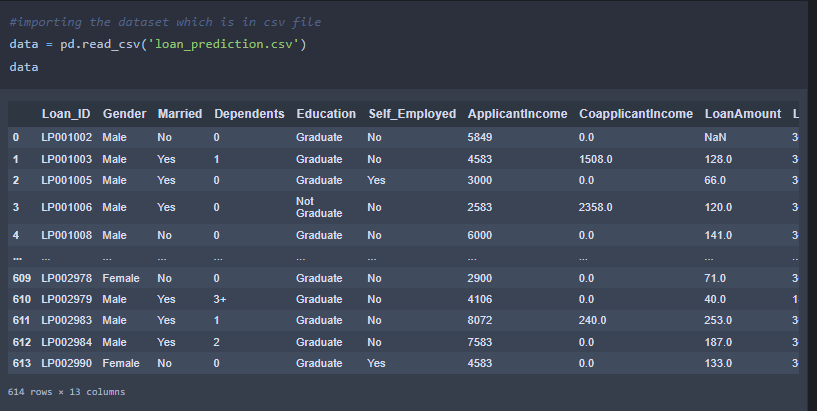 #importing the dataset which is in csv file
data = pd.read_csv('loan_prediction.csv')
data
Loan_ID Gender Married Dependents Education Self_Employed ApplicantIncome CoapplicantIncome LoanAmount L
0 LP001002 Male No 0 Graduate No 5849 0.0 NaN 3
1 LP001003 Male Yes 1 Graduate No 4583 1508.0 128.0 3
2 LP001005 Male Yes 0 Graduate Yes 3000 0.0 66.0 3
3 LP001006 Male Yes 0 Not Graduate No 2583 2358.0 120.0 3
4 LP001008 Male No 0 Graduate No 6000 0.0 141.0 3
... ... ... ... ... ... ... ... ... ... ...
609 LP002978 Female No 0 Graduate No 2900 0.0 71.0 3
610 LP002979 Male Yes 3+ Graduate No 4106 0.0 40.0 1
611 LP002983 Male Yes 1 Graduate No 8072 240.0 253.0 3
612 LP002984 Male Yes 2 Graduate No 7583 0.0 187.0 3
613 LP002990 Female No 0 Graduate Yes 4583 0.0 133.0 3
614 rows × 13 columns